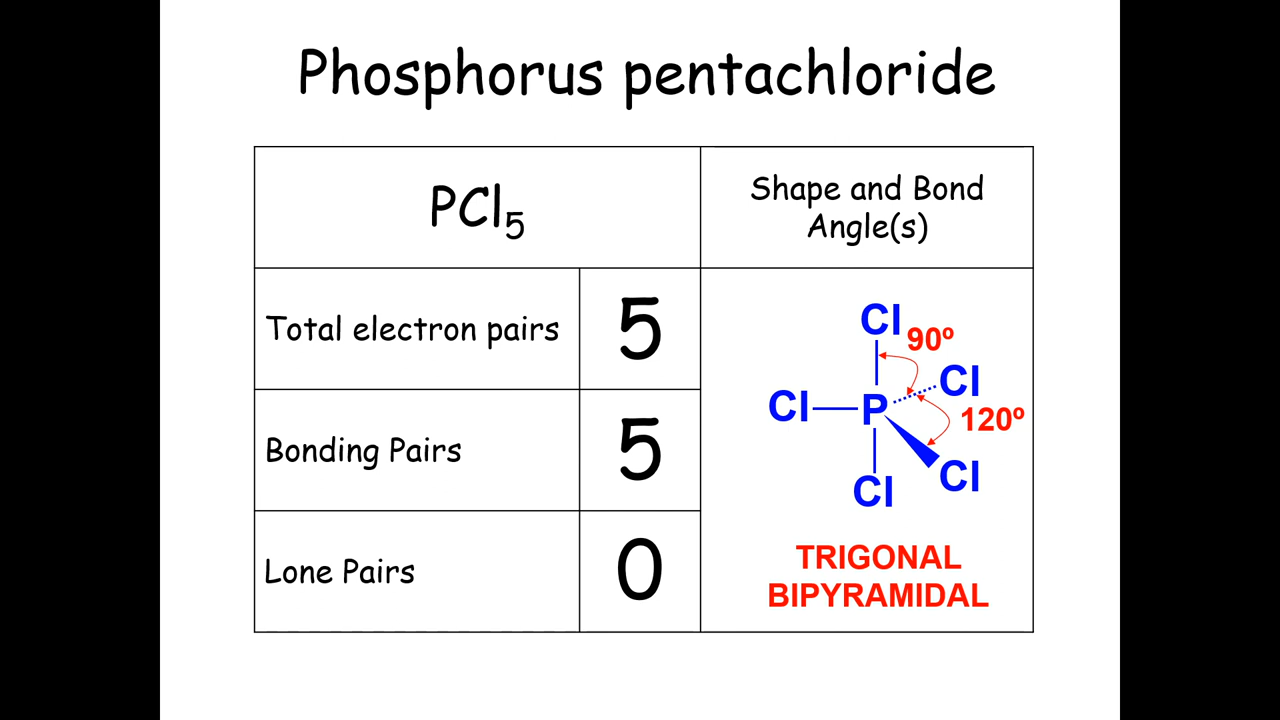 Phosphorus pentachloride
PCl₅
Shape and Bond
Angle(s)
Total electron pairs
5
Bonding Pairs
5
Lone Pairs
0
Cl
90º
Cl
Cl
P
120º
Cl
Cl
TRIGONAL
BIPYRAMIDAL